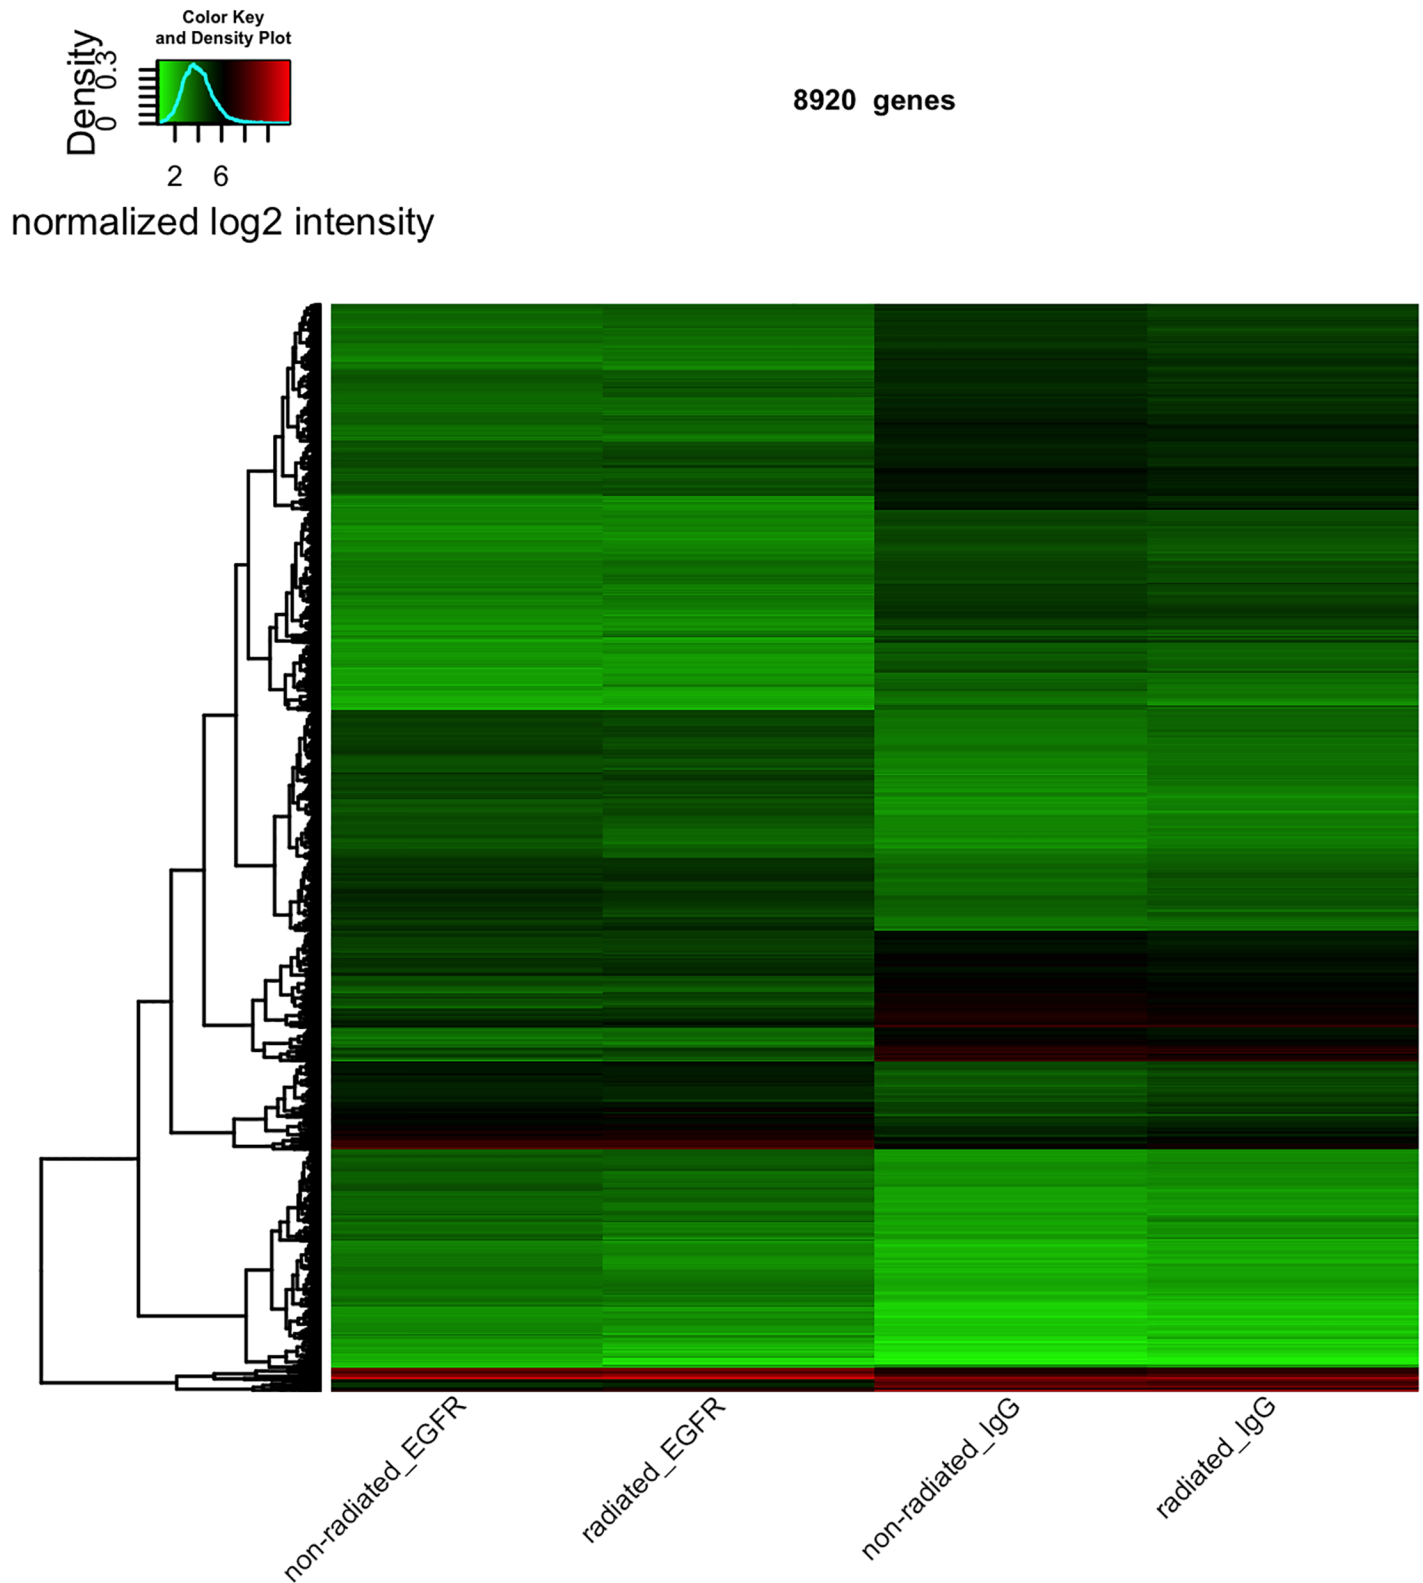 Color Key
and Density Plot
Density
0 0.3
2 6
normalized log2 intensity
8920 genes
non-radiated_EGFR
radiated_EGFR
non-radiated_IgG
radiated_IgG